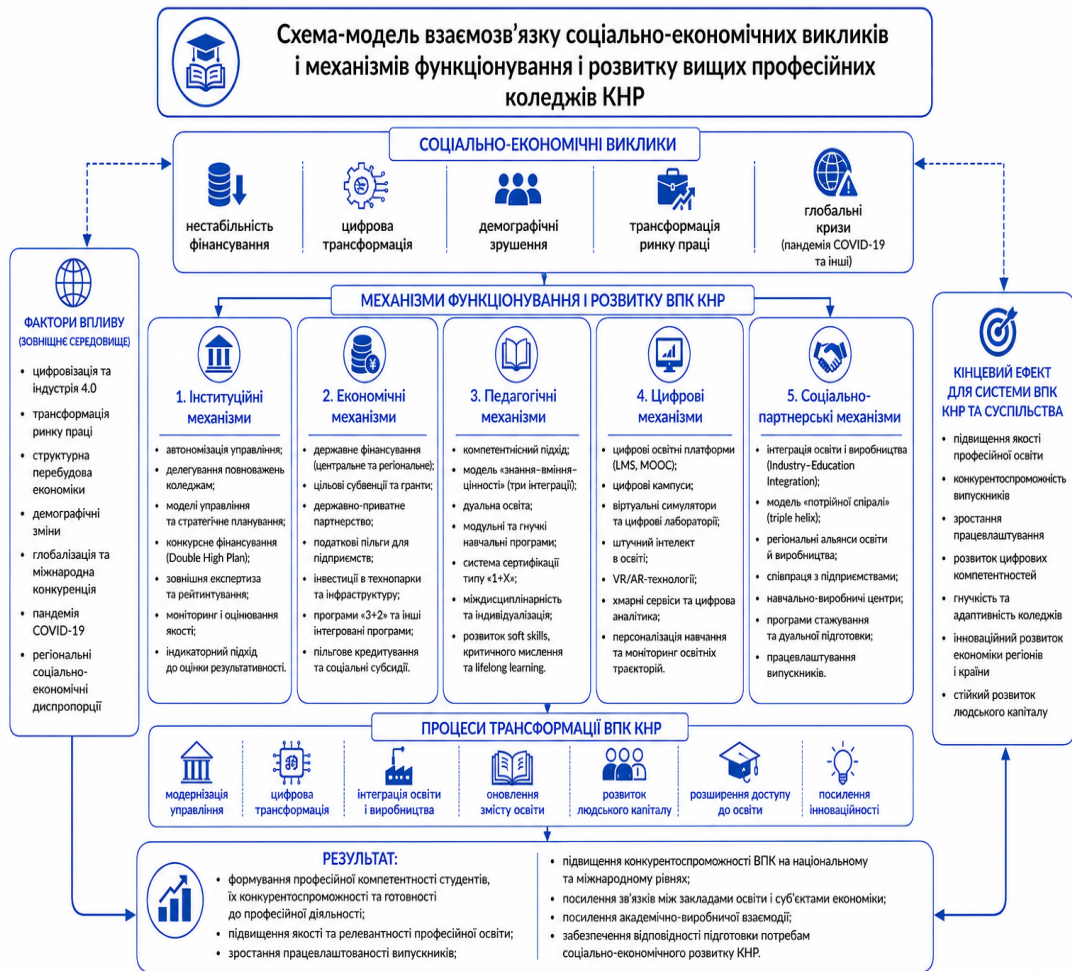 Схема-модель взаємозв'язку соціально-економічних викликів
і механізмів функціонування і розвитку вищих професійних
коледжів КНР
СОЦІАЛЬНО-ЕКОНОМІЧНІ ВИКЛИКИ
нестабільність
фінансування
цифрова
трансформація
демографічні
зрушення
трансформація
ринку праці
глобальні
кризи
(пандемія COVID-19
та інші)
ФАКТОРИ ВПЛИВУ
(ЗОВНІШНЄ СЕРЕДОВИЩЕ)
• цифровізація та
індустрія 4.0
• трансформація
ринку праці
• структурна
перебудова
економіки
• демографічні
зміни
• глобалізація та
міжнародна
конкуренція
• пандемія
COVID-19
• регіональні
соціально-
економічні
диспропорції
МЕХАНІЗМИ ФУНКЦІОНУВАННЯ І РОЗВИТКУ ВПК КНР
1. Інституційні
механізми
• автономізація управління;
• делегування повноважень
коледжам;
• моделі управління
та стратегічне планування;
• конкурсне фінансування
(Double High Plan);
• зовнішня експертиза
та рейтингування;
• моніторинг і оцінювання
якості;
• індикаторний підхід
до оцінки результативності.
2. Економічні
механізми
• державне фінансування
(центральне та регіональне);
• цільові субвенції та гранти;
• державно-приватне
партнерство;
• податкові пільги для
підприємств;
• інвестиції в технопарки
та інфраструктуру;
• програми «3+2» та інші
інтегровані програми;
• пільгове кредитування
та соціальні субсидії.
3. Педагогічні
механізми
• компетентнісний підхід;
• модель «знання–вміння–
цінності» (три інтеграції);
• дуальна освіта;
• модульні та гнучкі
навчальні програми;
• система сертифікації
типу «1+X»;
• міждисциплінарність
та індивідуалізація;
• розвиток soft skills,
критичного мислення
та lifelong learning.
4. Цифрові
механізми
• цифрові освітні платформи
(LMS, MOOC);
• цифрові кампуси;
• віртуальні симулятори
та цифрові лабораторії;
• штучний інтелект
в освіті;
• VR/AR-технології;
• хмарні сервіси та цифрова
аналітика;
• персоналізація навчання
та моніторинг освітніх
траєкторій.
5. Соціально-
партнерські механізми
• інтеграція освіти і виробництва
(Industry–Education
Integration);
• модель «потрійної спіралі»
(triple helix);
• регіональні альянси освіти
й виробництва;
• співпраця з підприємствами;
• навчально-виробничі центри;
• програми стажування
та дуальної підготовки;
• працевлаштування
випускників.
КІНЦЕВИЙ ЕФЕКТ
ДЛЯ СИСТЕМИ ВПК
КНР ТА СУСПІЛЬСТВА
• підвищення якості
професійної освіти
• конкурентоспроможність
випускників
• зростання
працевлаштування
• розвиток цифрових
компетентностей
• гнучкість та
адаптивність коледжів
• інноваційний розвиток
економіки регіонів
і країни
• стійкий розвиток
людського капіталу
ПРОЦЕСИ ТРАНСФОРМАЦІЇ ВПК КНР
модернізація
управління
цифрова
трансформація
інтеграція освіти
і виробництва
оновлення
змісту освіти
розвиток
людського капіталу
розширення доступу
до освіти
посилення
інноваційності
РЕЗУЛЬТАТ:
• формування професійної компетентності студентів,
їх конкурентоспроможності та готовності
до професійної діяльності;
• підвищення якості та релевантності професійної освіти;
• зростання працевлаштованості випускників;
• підвищення конкурентоспроможності ВПК на національному
та міжнародному рівнях;
• посилення зв'язків між закладами освіти і суб'єктами економіки;
• посилення академічно-виробничої взаємодії;
• забезпечення відповідності підготовки потребам
соціально-економічного розвитку КНР.